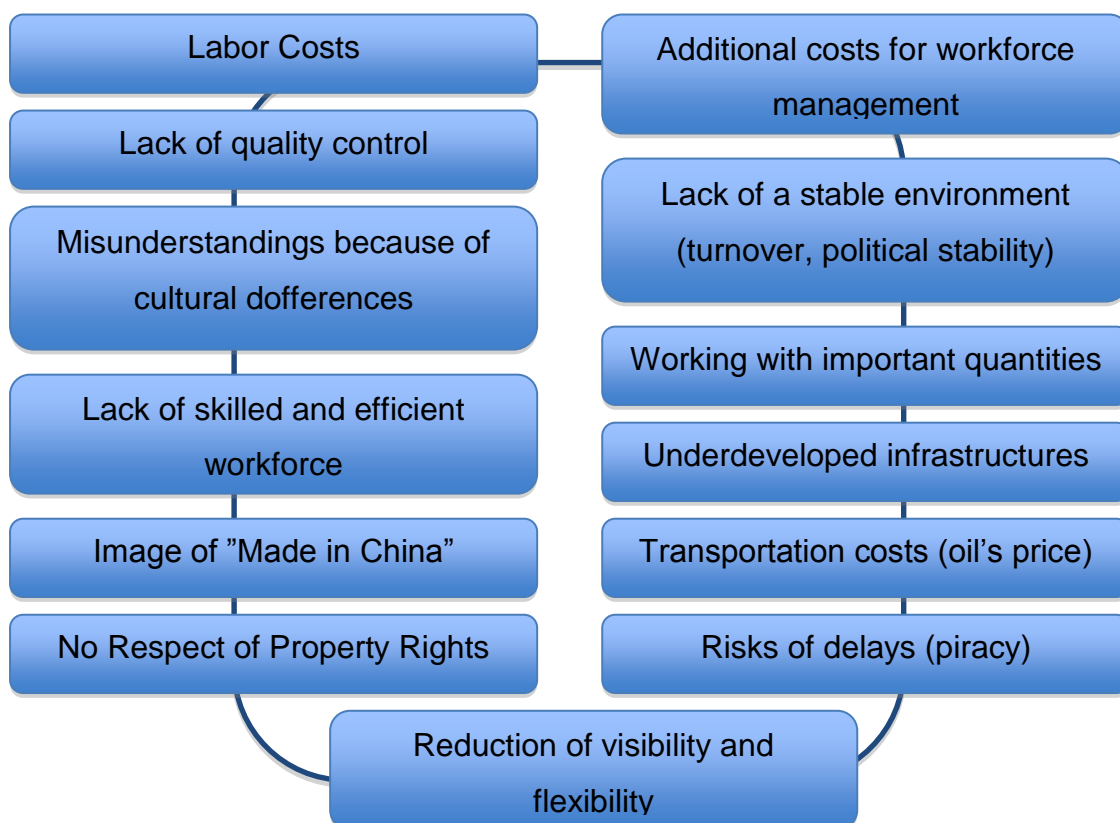 Labor Costs
Lack of quality control
Misunderstandings because of
cultural dofferences
Lack of skilled and efficient
workforce
Image of ”Made in China”
No Respect of Property Rights
Additional costs for workforce
management
Lack of a stable environment
(turnover, political stability)
Working with important quantities
Underdeveloped infrastructures
Transportation costs (oil’s price)
Risks of delays (piracy)
Reduction of visibility and
flexibility